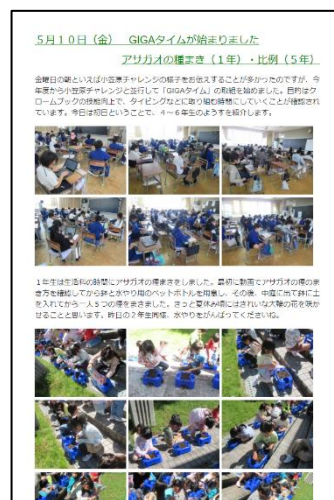 ５月１０日（金）　GIGAタイムが始まりました
アサガオの種まき（１年）・比例（５年）
金曜日の朝といえば小笠原チャレンジの様子をお伝えすることが多かったのですが、今
年度から小笠原チャレンジと並行して「GIGAタイム」の取組を始めました。目的はク
ロームブックの技能向上で、タイピングなどに取り組む時間にしていくことが確認され
ています。今日は初日ということで、４～６年生のようすを紹介します。
１年生は生活科の時間にアサガオの種まきをしました。最初に動画でアサガオの種のま
き方を確認してから鉢と水やり用のペットボトルを用意し、その後、中庭に出て鉢に土
を入れてから一人５つの種をまきました。きっと夏休み頃にはきれいな大輪の花を咲か
せることと思います。昨日の２年生同様、水やりをがんばってくださいね。